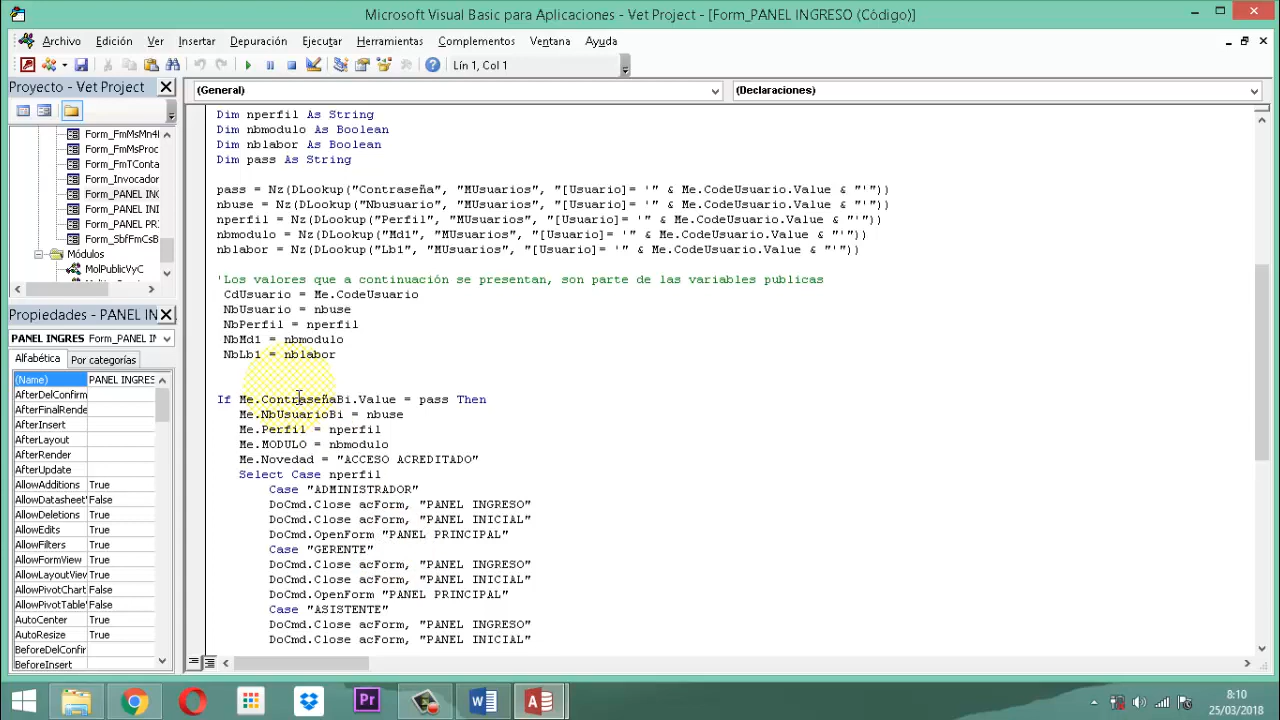 Microsoft Visual Basic para Aplicaciones - Vet Project - [Form_PANEL INGRESO (Código)]
Archivo Edición Ver Insertar Depuración Ejecutar Herramientas Complementos Ventana Ayuda
Lín 1, Col 1
Proyecto - Vet Project
(General)
(Declaraciones)
Form_FmMsMn4
Form_FmMsProc
Form_FmTConta
Form_Invocador
Form_PANEL ING
Form_PANEL INI
Form_PANEL PR
Form_SbfFmCsB
Módulos
MolPublicVyC
Propiedades - PANEL IN
PANEL INGRES Form_PANEL IN
Alfabética Por categorías
(Name) PANEL INGRES
AfterDelConfirm
AfterFinalRende
AfterInsert
AfterLayout
AfterRender
AfterUpdate
AllowAdditions True
AllowDatasheet False
AllowDeletions True
AllowEdits True
AllowFilters True
AllowFormView True
AllowLayoutView True
AllowPivotChart False
AllowPivotTable False
AutoCenter True
AutoResize True
BeforeDelConfir
BeforeInsert
Dim nperfil As String
Dim nbmodulo As Boolean
Dim nblabor As Boolean
Dim pass As String
pass = Nz(DLookup("Contraseña", "MUsuarios", "[Usuario]= '" & Me.CodeUsuario.Value & "'"))
nbuse = Nz(DLookup("Nbusuario", "MUsuarios", "[Usuario]= '" & Me.CodeUsuario.Value & "'"))
nperfil = Nz(DLookup("Perfil", "MUsuarios", "[Usuario]= '" & Me.CodeUsuario.Value & "'"))
nbmodulo = Nz(DLookup("Md1", "MUsuarios", "[Usuario]= '" & Me.CodeUsuario.Value & "'"))
nblabor = Nz(DLookup("Lb1", "MUsuarios", "[Usuario]= '" & Me.CodeUsuario.Value & "'"))
'Los valores que a continuación se presentan, son parte de las variables publicas
CdUsuario = Me.CodeUsuario
NbUsuario = nbuse
NbPerfil = nperfil
NbMd1 = nbmodulo
NbLb1 = nblabor
If Me.ContraseñaBi.Value = pass Then
Me.NbUsuarioBi = nbuse
Me.Perfil = nperfil
Me.MODULO = nbmodulo
Me.Novedad = "ACCESO ACREDITADO"
Select Case nperfil
Case "ADMINISTRADOR"
DoCmd.Close acForm, "PANEL INGRESO"
DoCmd.Close acForm, "PANEL INICIAL"
DoCmd.OpenForm "PANEL PRINCIPAL"
Case "GERENTE"
DoCmd.Close acForm, "PANEL INGRESO"
DoCmd.Close acForm, "PANEL INICIAL"
DoCmd.OpenForm "PANEL PRINCIPAL"
Case "ASISTENTE"
DoCmd.Close acForm, "PANEL INGRESO"
DoCmd.Close acForm, "PANEL INICIAL"
Pr
8:10
25/03/2018